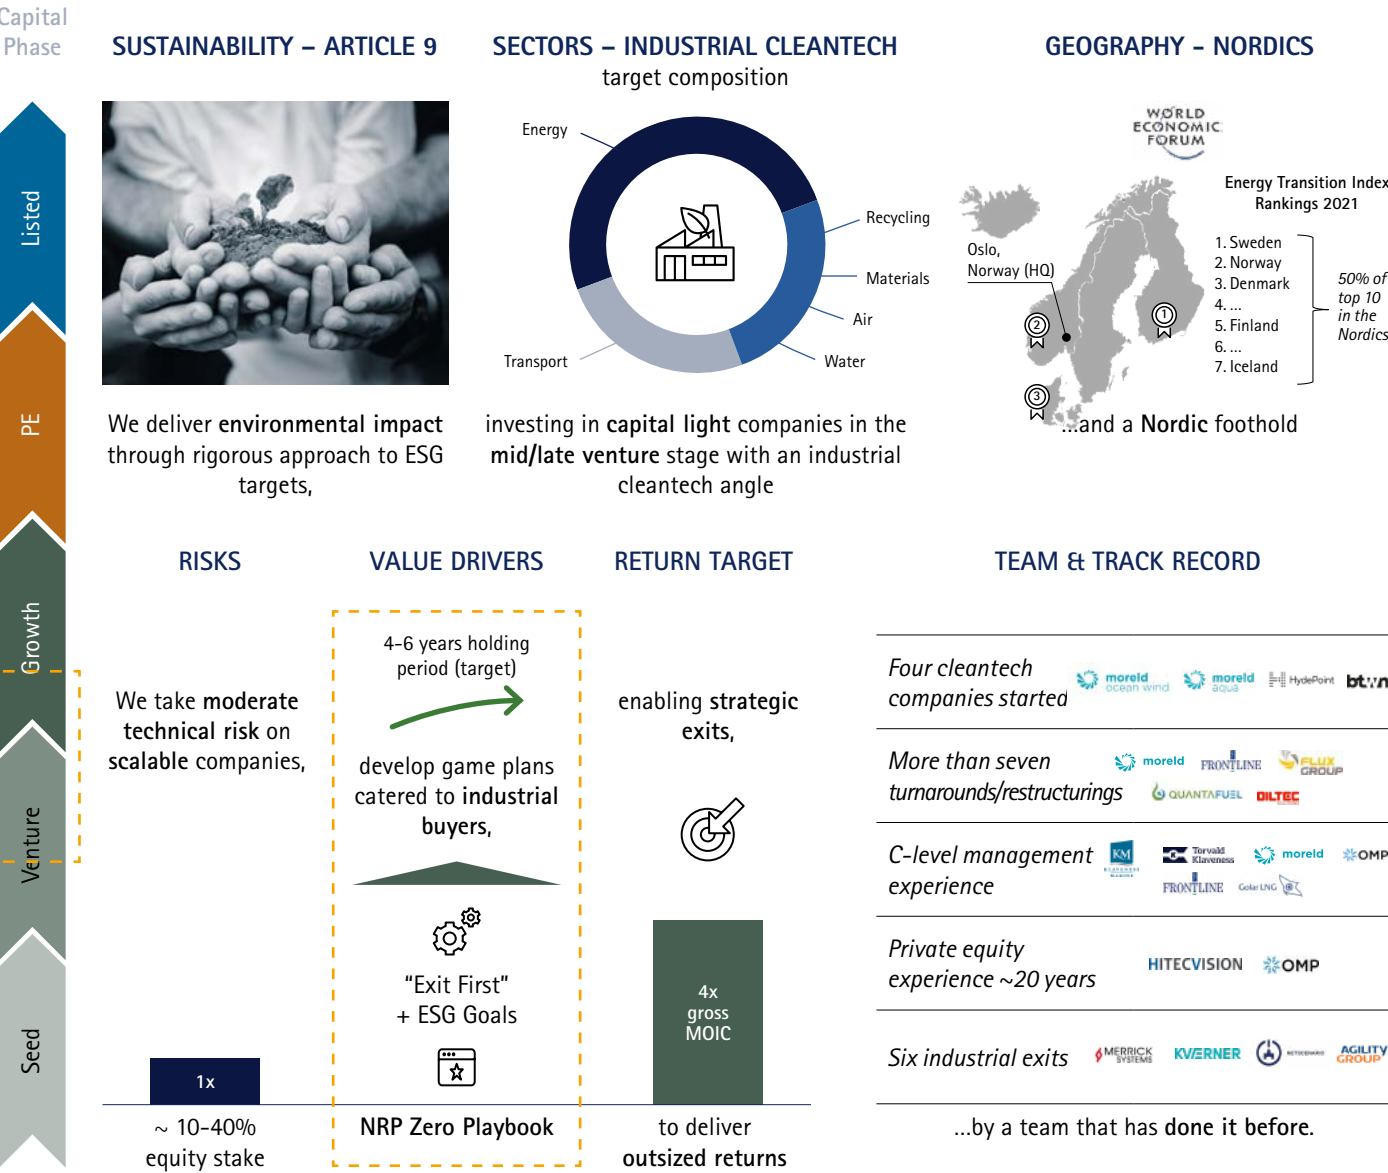 Capital
Phase
Listed
PE
Growth
Venture
Seed
SUSTAINABILITY – ARTICLE 9
We deliver environmental impact
through rigorous approach to ESG
targets,
SECTORS – INDUSTRIAL CLEANTECH
target composition
Energy
Recycling
Materials
Air
Water
Transport
investing in capital light companies in the
mid/late venture stage with an industrial
cleantech angle
GEOGRAPHY - NORDICS
WORLD
ECONOMIC
FORUM
Energy Transition Index
Rankings 2021
Oslo,
Norway (HQ)
1
2
3
1. Sweden
2. Norway
3. Denmark
4. ...
5. Finland
6. ...
7. Iceland
50% of
top 10
in the
Nordics
...and a Nordic foothold
RISKS
We take moderate
technical risk on
scalable companies,
1x
~ 10-40%
equity stake
VALUE DRIVERS
4-6 years holding
period (target)
develop game plans
catered to industrial
buyers,
"Exit First"
+ ESG Goals
NRP Zero Playbook
RETURN TARGET
enabling strategic
exits,
4x
gross
MOIC
to deliver
outsized returns
TEAM & TRACK RECORD
Four cleantech
companies started
moreld
ocean wind
moreld
aqua
HydePoint
More than seven
turnarounds/restructurings
moreld
FRONTLINE
FLUX
GROUP
QUANTAFUEL
OILTEC
C-level management
experience
KM
KLAVENESS
MARINE
Torvald
Klaveness
moreld
OMP
FRONTLINE
Golar LNG
Private equity
experience ~20 years
HITECVISION
OMP
Six industrial exits
MERRICK
SYSTEMS
KVÆRNER
AGILITY
GROUP
...by a team that has done it before.